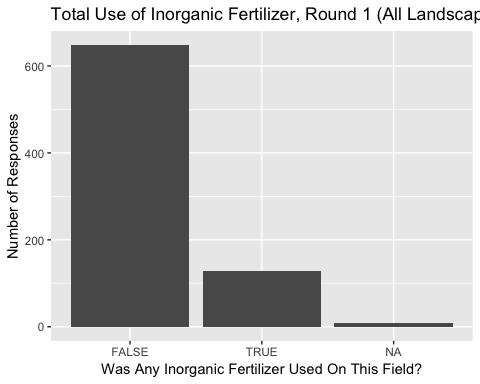 Total Use of Inorganic Fertilizer, Round 1 (All Landscap
Number of Responses
600
400
200
0
FALSE TRUE NA
Was Any Inorganic Fertilizer Used On This Field?